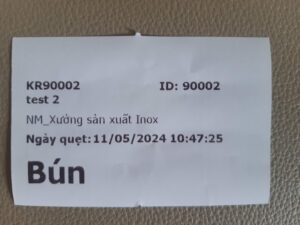 KR90002 ID: 90002
test 2
NM_Xưởng sản xuất Inox
Ngày quẹt:11/05/2024 10:47:25
Bún